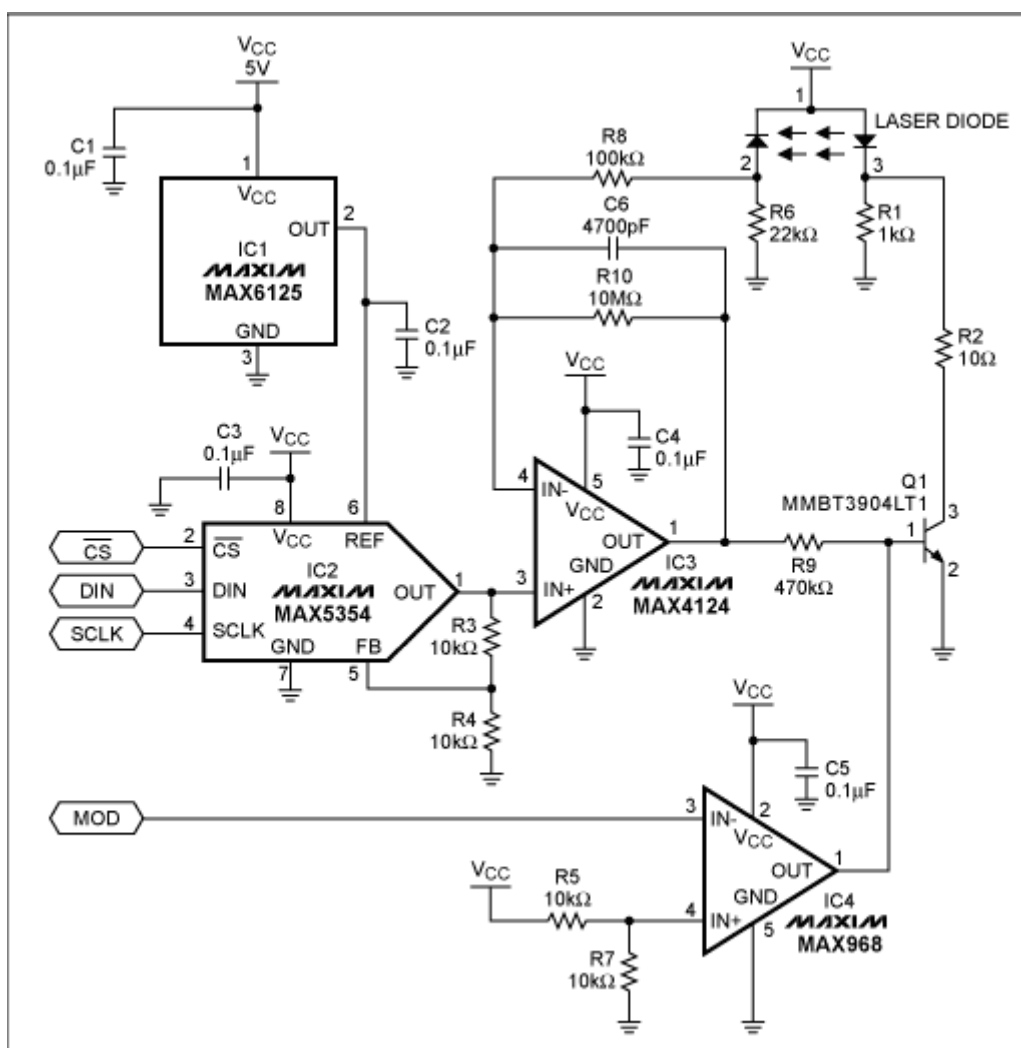 VCC
5V
C1
0.1µF
1
VCC
2
OUT
IC1
MAXIM
MAX6125
GND
3
C2
0.1µF
VCC
1
LASER DIODE
2
3
R8
100kΩ
C6
4700pF
R10
10MΩ
R6
22kΩ
R1
1kΩ
R2
10Ω
C3
0.1µF
VCC
8
6
VCC
REF
CS
2
CS
DIN
3
DIN
SCLK
4
SCLK
IC2
MAXIM
MAX5354
OUT
1
GND
7
FB
5
R3
10kΩ
R4
10kΩ
VCC
C4
0.1µF
4
IN-
5
VCC
OUT
1
GND
2
3
IN+
IC3
MAXIM
MAX4124
R9
470kΩ
Q1
MMBT3904LT1
1
3
2
VCC
C5
0.1µF
MOD
3
IN-
2
VCC
OUT
1
GND
5
4
IN+
IC4
MAXIM
MAX968
VCC
R5
10kΩ
R7
10kΩ